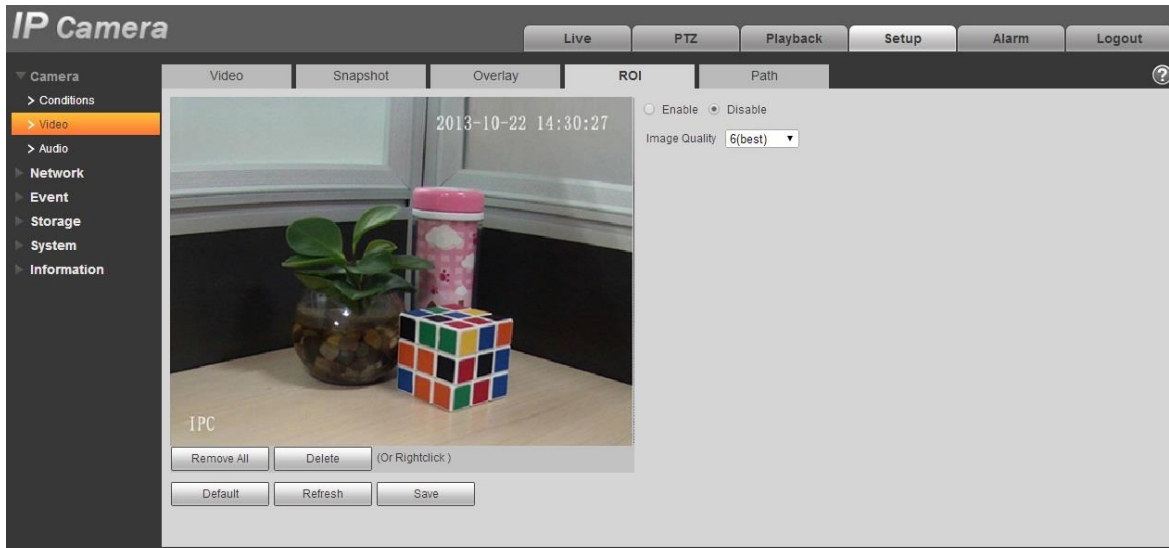 IP Camera
Live PTZ Playback Setup Alarm Logout
Camera
Video Snapshot Overlay ROI Path
?
> Conditions
> Video
> Audio
Network
Event
Storage
System
Information
2013-10-22 14:30:27
IPC
Enable Disable
Image Quality 6(best)
Remove All Delete (Or Rightclick )
Default Refresh Save